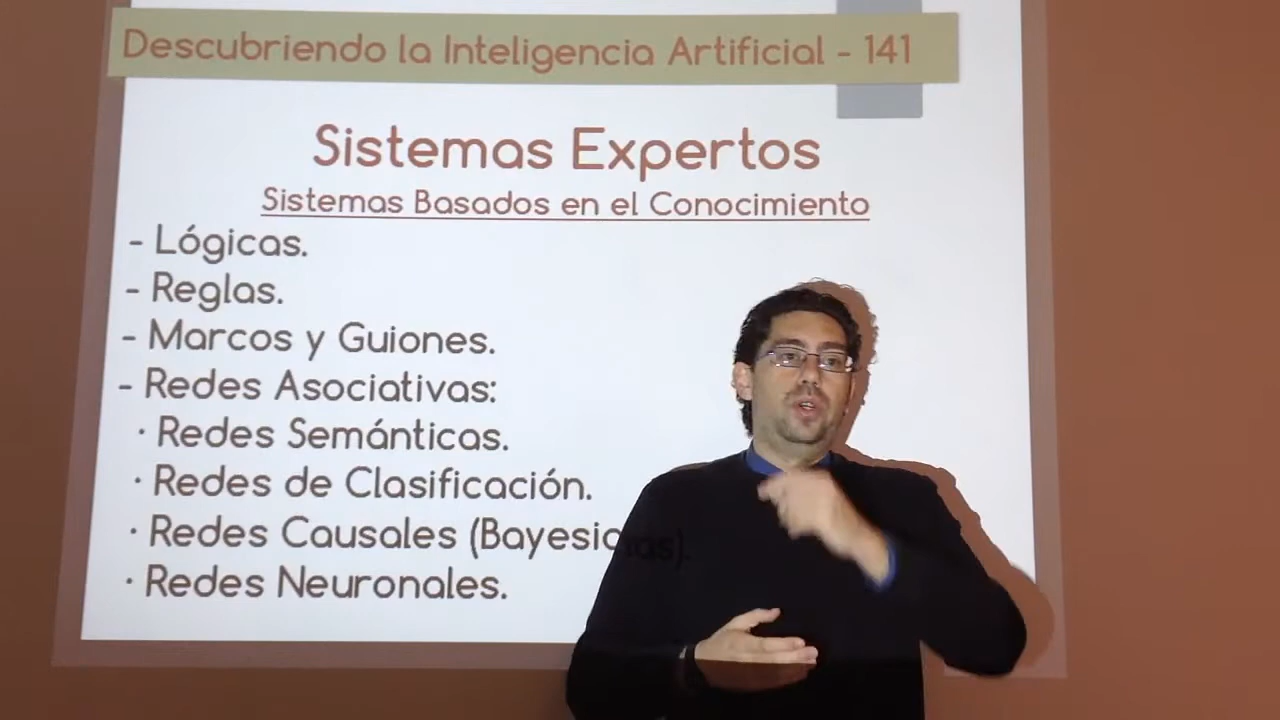 Descubriendo la Inteligencia Artificial - 141
Sistemas Expertos
Sistemas Basados en el Conocimiento
- Lógicas.
- Reglas.
- Marcos y Guiones.
- Redes Asociativas:
· Redes Semánticas.
· Redes de Clasificación.
· Redes Causales (Bayesianas).
· Redes Neuronales.